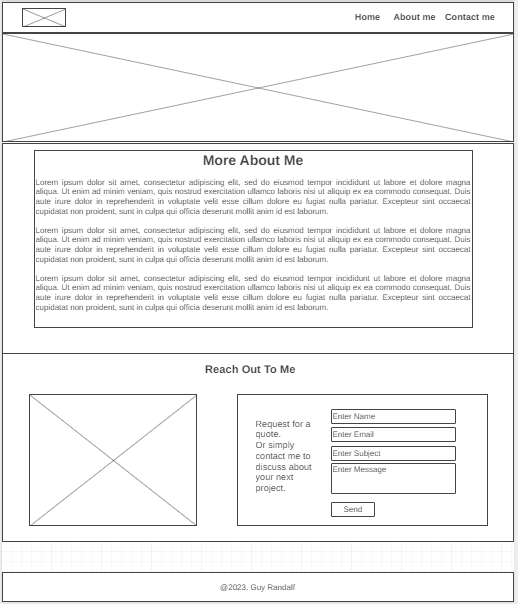 Home About me Contact me
More About Me
Lorem ipsum dolor sit amet, consectetur adipiscing elit, sed do eiusmod tempor incididunt ut labore et dolore magna
aliqua. Ut enim ad minim veniam, quis nostrud exercitation ullamco laboris nisi ut aliquip ex ea commodo consequat. Duis
aute irure dolor in reprehenderit in voluptate velit esse cillum dolore eu fugiat nulla pariatur. Excepteur sint occaecat
cupidatat non proident, sunt in culpa qui officia deserunt mollit anim id est laborum.
Lorem ipsum dolor sit amet, consectetur adipiscing elit, sed do eiusmod tempor incididunt ut labore et dolore magna
aliqua. Ut enim ad minim veniam, quis nostrud exercitation ullamco laboris nisi ut aliquip ex ea commodo consequat. Duis
aute irure dolor in reprehenderit in voluptate velit esse cillum dolore eu fugiat nulla pariatur. Excepteur sint occaecat
cupidatat non proident, sunt in culpa qui officia deserunt mollit anim id est laborum.
Lorem ipsum dolor sit amet, consectetur adipiscing elit, sed do eiusmod tempor incididunt ut labore et dolore magna
aliqua. Ut enim ad minim veniam, quis nostrud exercitation ullamco laboris nisi ut aliquip ex ea commodo consequat. Duis
aute irure dolor in reprehenderit in voluptate velit esse cillum dolore eu fugiat nulla pariatur. Excepteur sint occaecat
cupidatat non proident, sunt in culpa qui officia deserunt mollit anim id est laborum.
Reach Out To Me
Request for a
quote.
Or simply
contact me to
discuss about
your next
project.
Enter Name
Enter Email
Enter Subject
Enter Message
Send
@2023. Guy Randalf